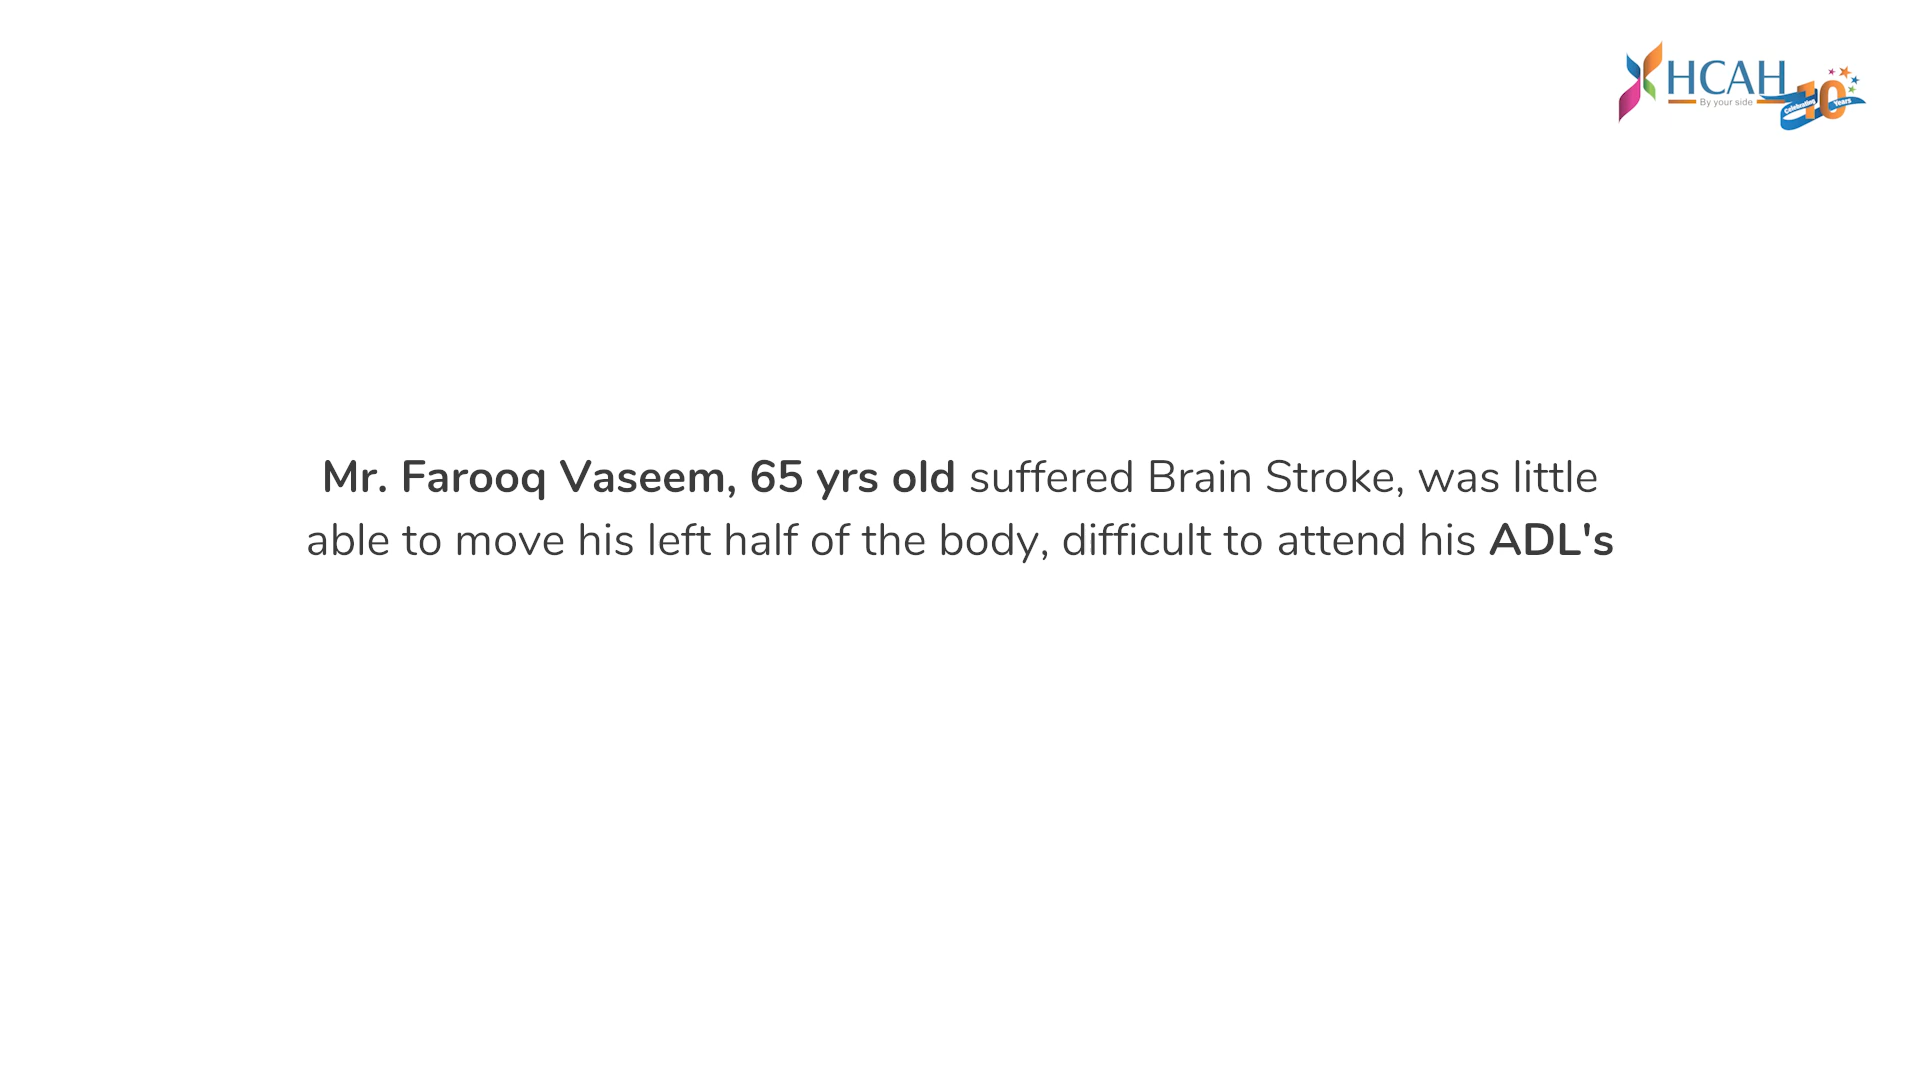 HCAH
By your side
Celebrating 10 Years
Mr. Farooq Vaseem, 65 yrs old suffered Brain Stroke, was little
able to move his left half of the body, difficult to attend his ADL's